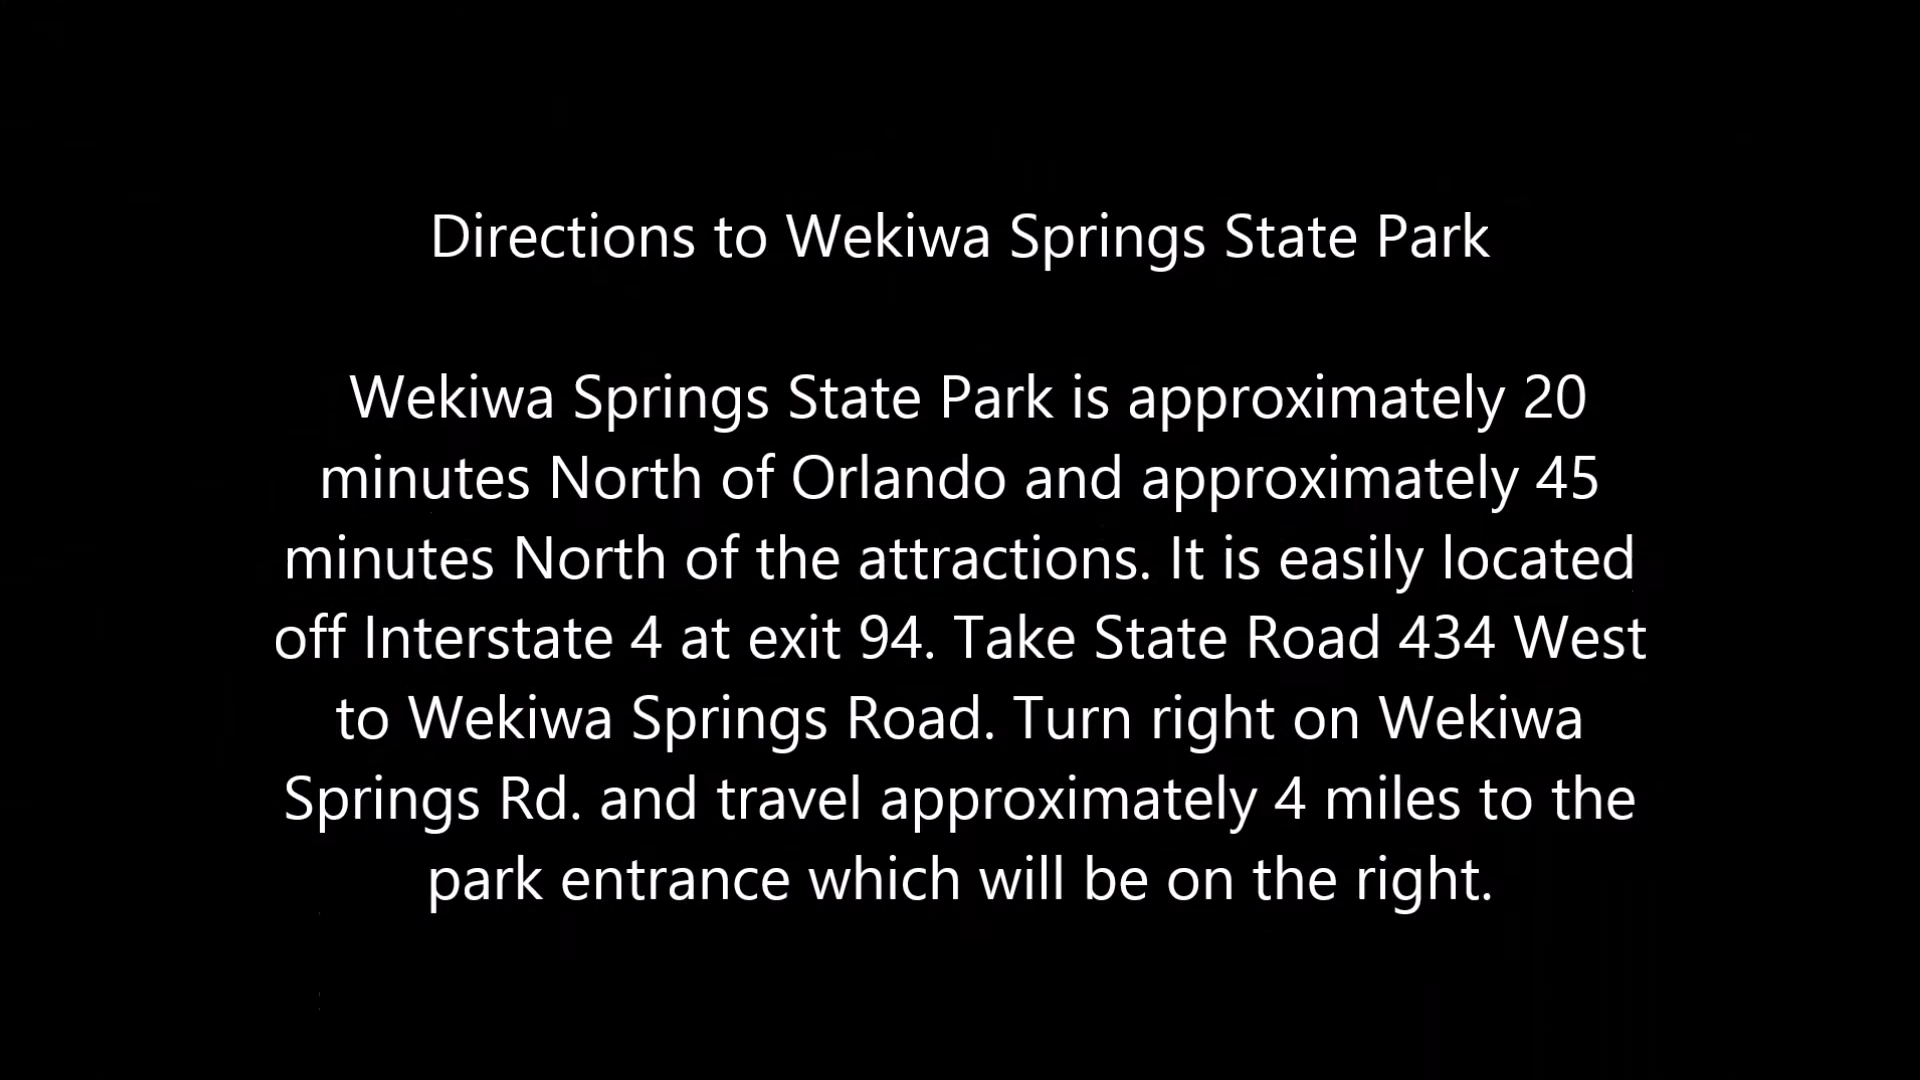 Directions to Wekiwa Springs State Park
Wekiwa Springs State Park is approximately 20
minutes North of Orlando and approximately 45
minutes North of the attractions. It is easily located
off Interstate 4 at exit 94. Take State Road 434 West
to Wekiwa Springs Road. Turn right on Wekiwa
Springs Rd. and travel approximately 4 miles to the
park entrance which will be on the right.